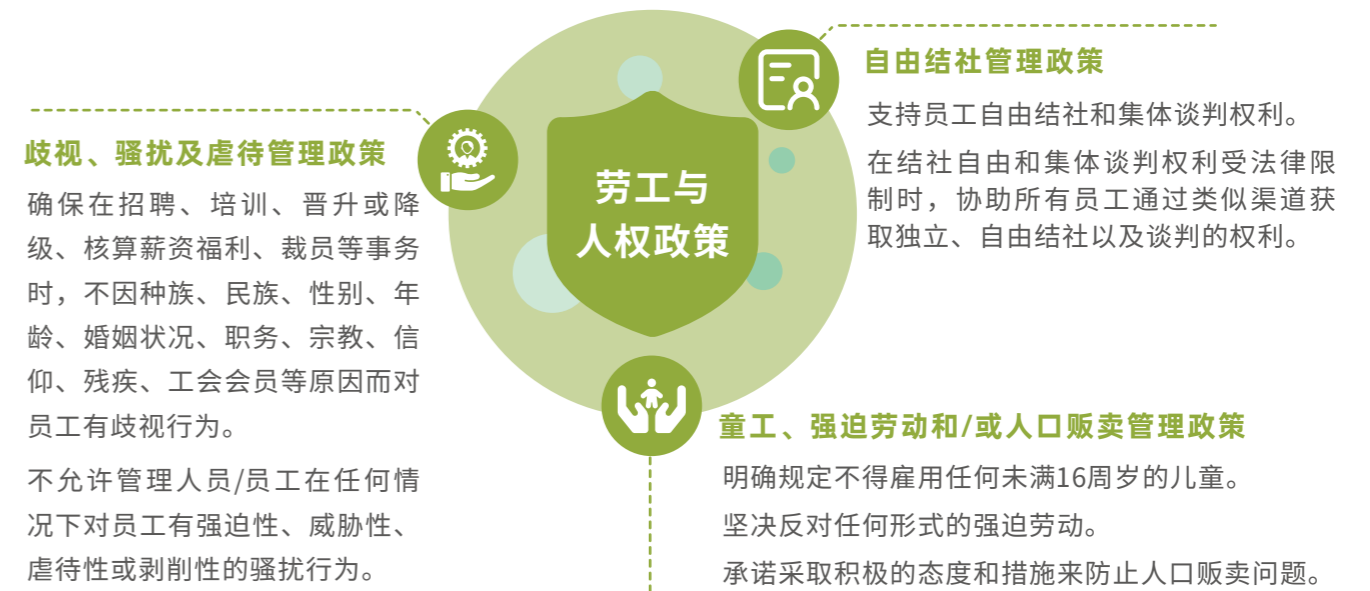 劳工与
人权政策
歧视、骚扰及虐待管理政策
确保在招聘、培训、晋升或降
级、核算薪资福利、裁员等事务
时，不因种族、民族、性别、年
龄、婚姻状况、职务、宗教、信
仰、残疾、工会会员等原因而对
员工有歧视行为。
不允许管理人员/员工在任何情
况下对员工有强迫性、威胁性、
虐待性或剥削性的骚扰行为。
自由结社管理政策
支持员工自由结社和集体谈判权利。
在结社自由和集体谈判权利受法律限
制时，协助所有员工通过类似渠道获
取独立、自由结社以及谈判的权利。
童工、强迫劳动和/或人口贩卖管理政策
明确规定不得雇用任何未满16周岁的儿童。
坚决反对任何形式的强迫劳动。
承诺采取积极的态度和措施来防止人口贩卖问题。